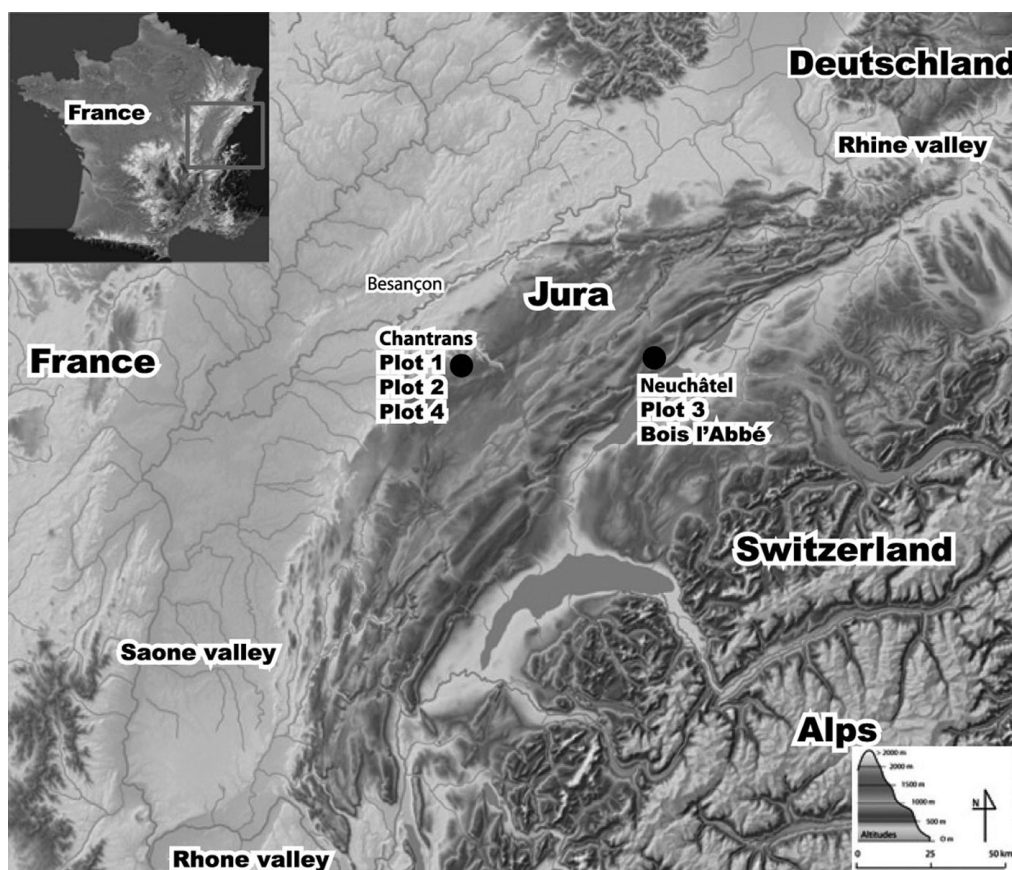 France
Deutschland
Rhine valley
Besançon
Jura
Chantrans
Plot 1
Plot 2
Plot 4
France
Neuchâtel
Plot 3
Bois l'Abbé
Switzerland
Saone valley
Alps
> 2000 m
2000 m
1500 m
1000 m
500 m
0 m
Altitudes
N
0 25 50 km
Rhone valley